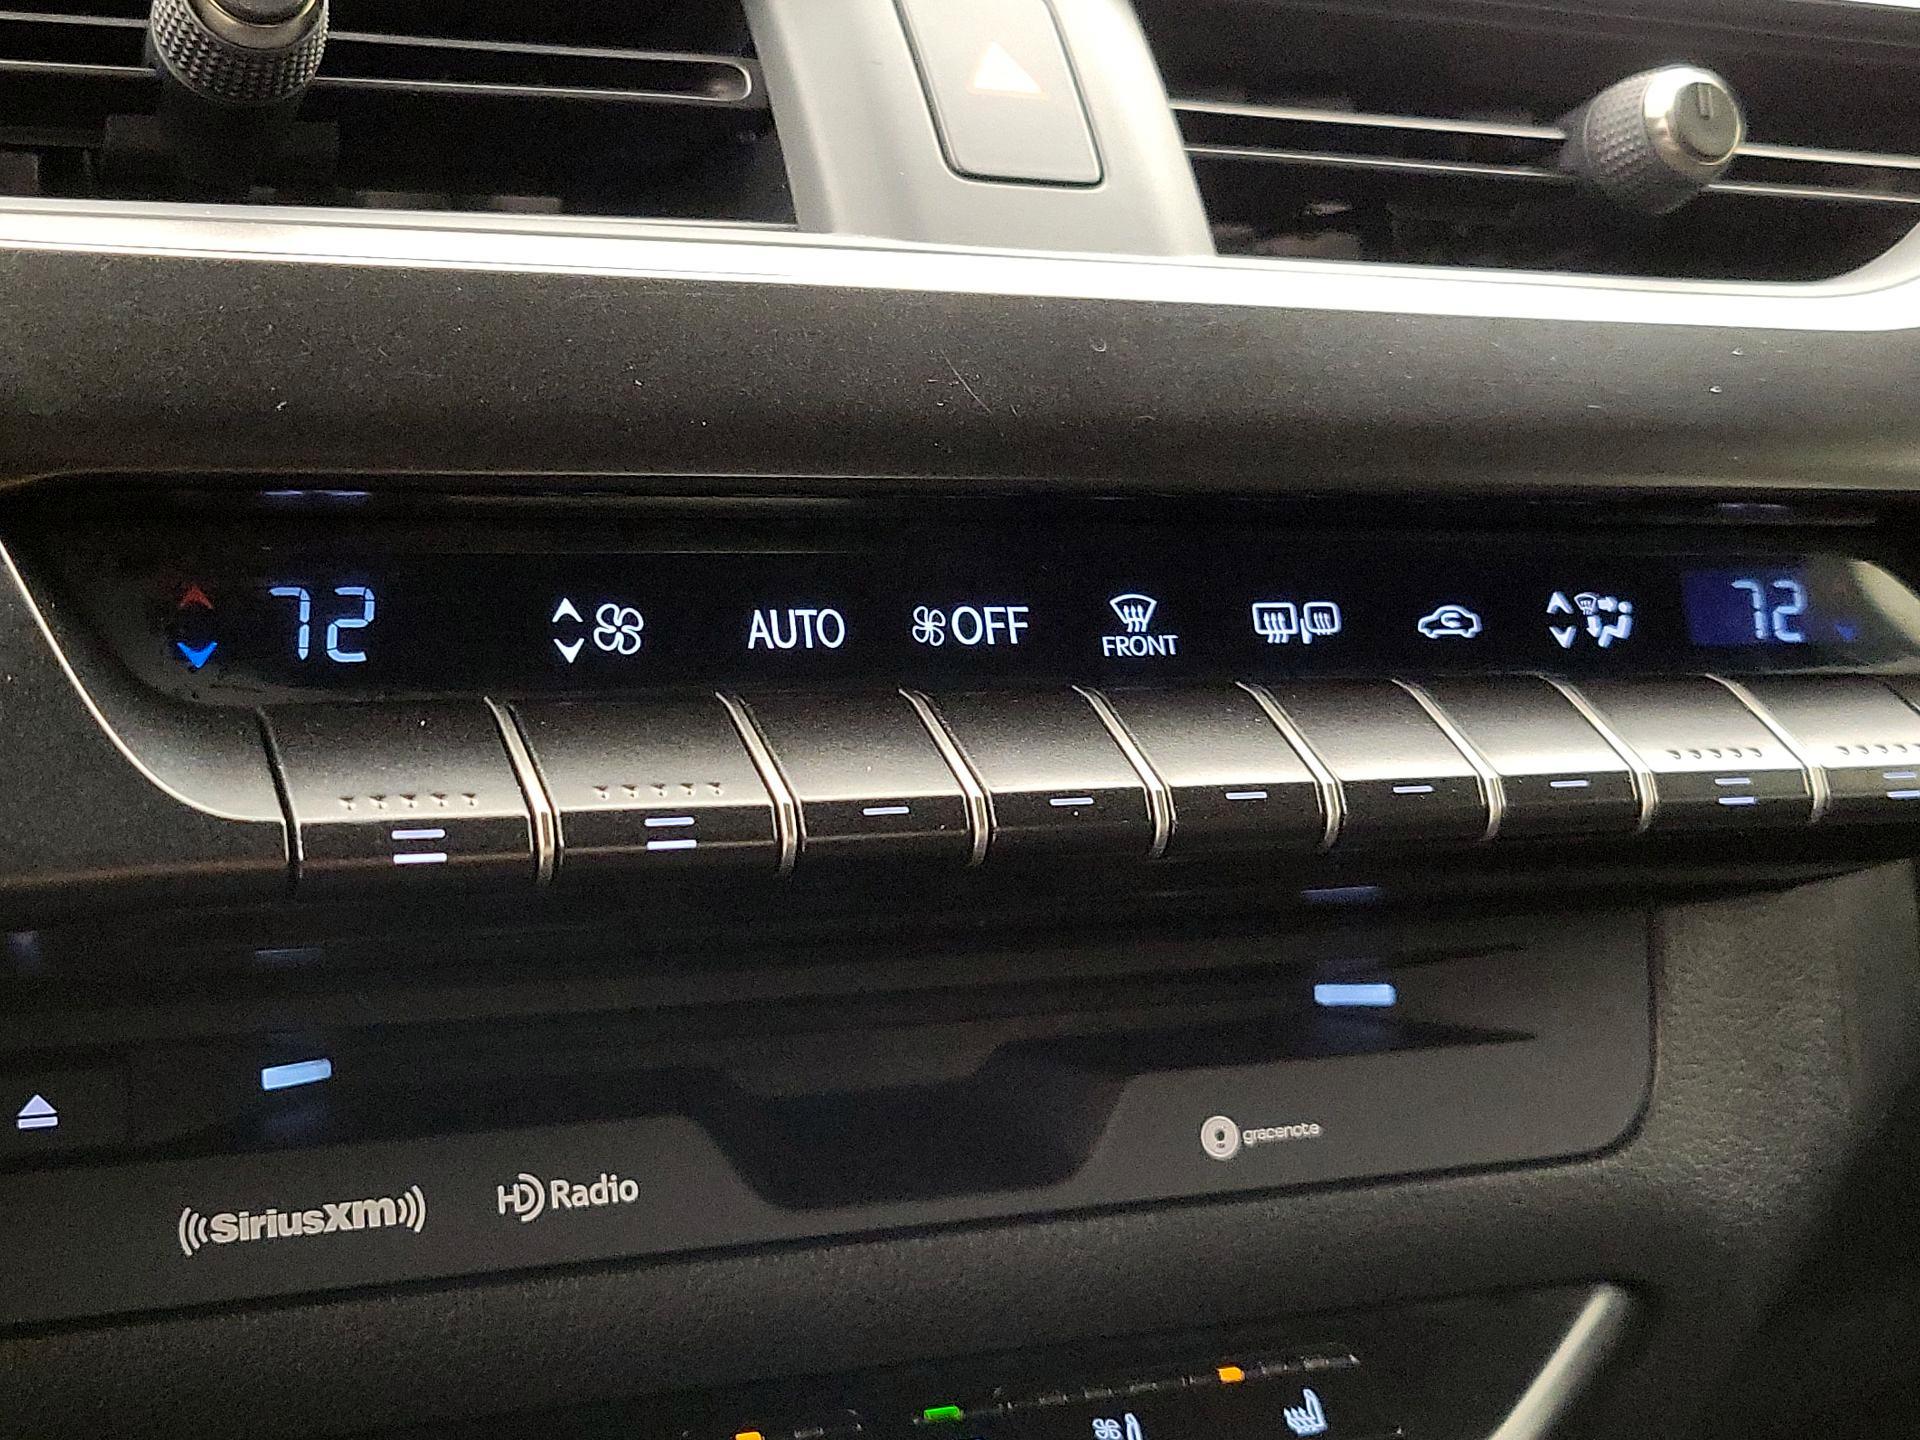 72 AUTO OFF FRONT 72
gracenote
SiriusXM HD Radio